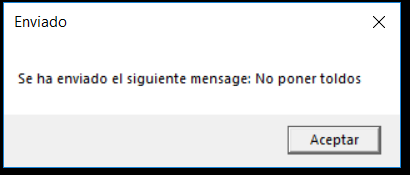 Enviado
Se ha enviado el siguiente mensage: No poner toldos
Aceptar